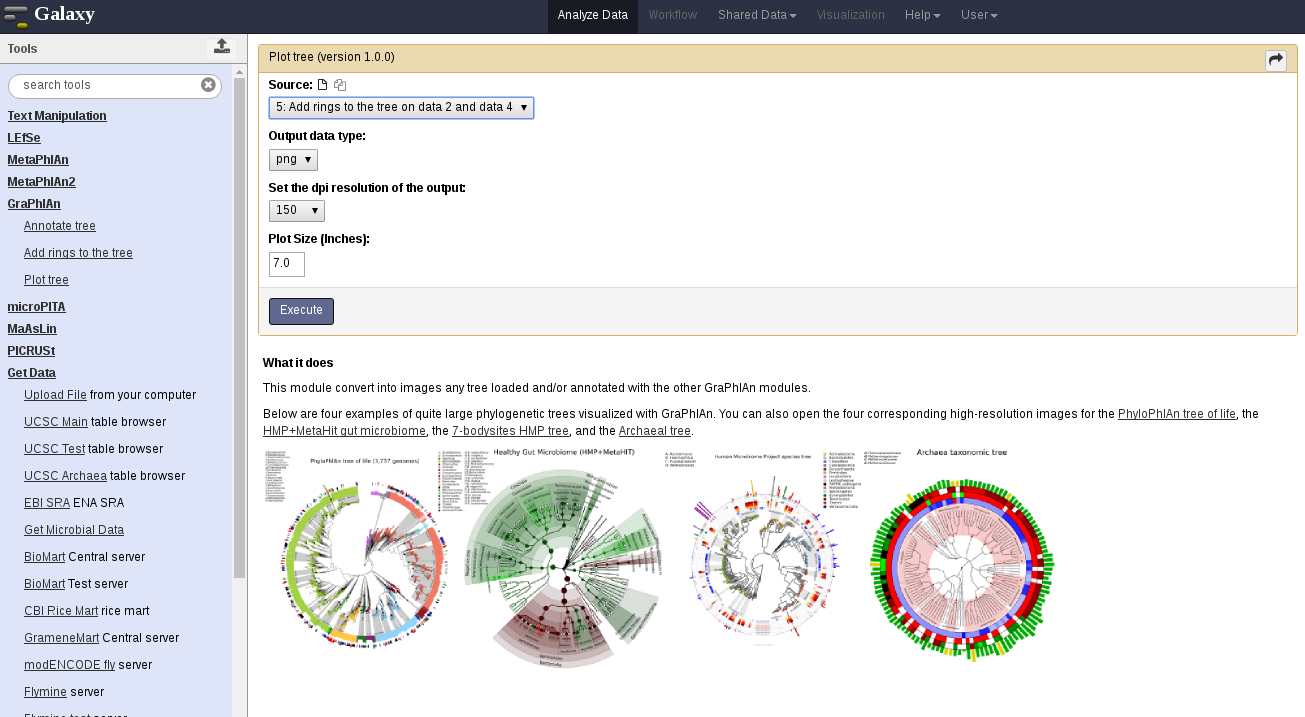 Galaxy
Analyze Data Workflow Shared Data Visualization Help User
Tools
search tools
Text Manipulation
LEfSe
MetaPhlAn
MetaPhlAn2
GraPhlAn
Annotate tree
Add rings to the tree
Plot tree
microPITA
MaAsLin
PICRUSt
Get Data
Upload File from your computer
UCSC Main table browser
UCSC Test table browser
UCSC Archaea table browser
EBI SRA ENA SRA
Get Microbial Data
BioMart Central server
BioMart Test server
CBI Rice Mart rice mart
GrameneMart Central server
modENCODE fly server
Flymine server
Flymine test server
Plot tree (version 1.0.0)
Source:
5: Add rings to the tree on data 2 and data 4
Output data type:
png
Set the dpi resolution of the output:
150
Plot Size (Inches):
7.0
Execute
What it does
This module convert into images any tree loaded and/or annotated with the other GraPhlAn modules.
Below are four examples of quite large phylogenetic trees visualized with GraPhlAn. You can also open the four corresponding high-resolution images for the PhyloPhlAn tree of life, the
HMP+MetaHit gut microbiome, the 7-bodysites HMP tree, and the Archaeal tree.
PhyloPhlAn tree of life (3,737 genomes)
Healthy Gut Microbiome (HMP+MetaHIT)
Human Microbiome Project species tree
Archaea taxonomic tree